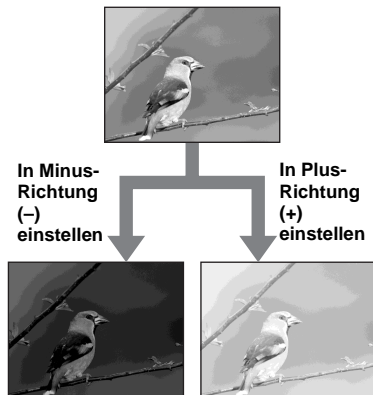 In Minus-
Richtung
(–)
einstellen
In Plus-
Richtung
(+)
einstellen